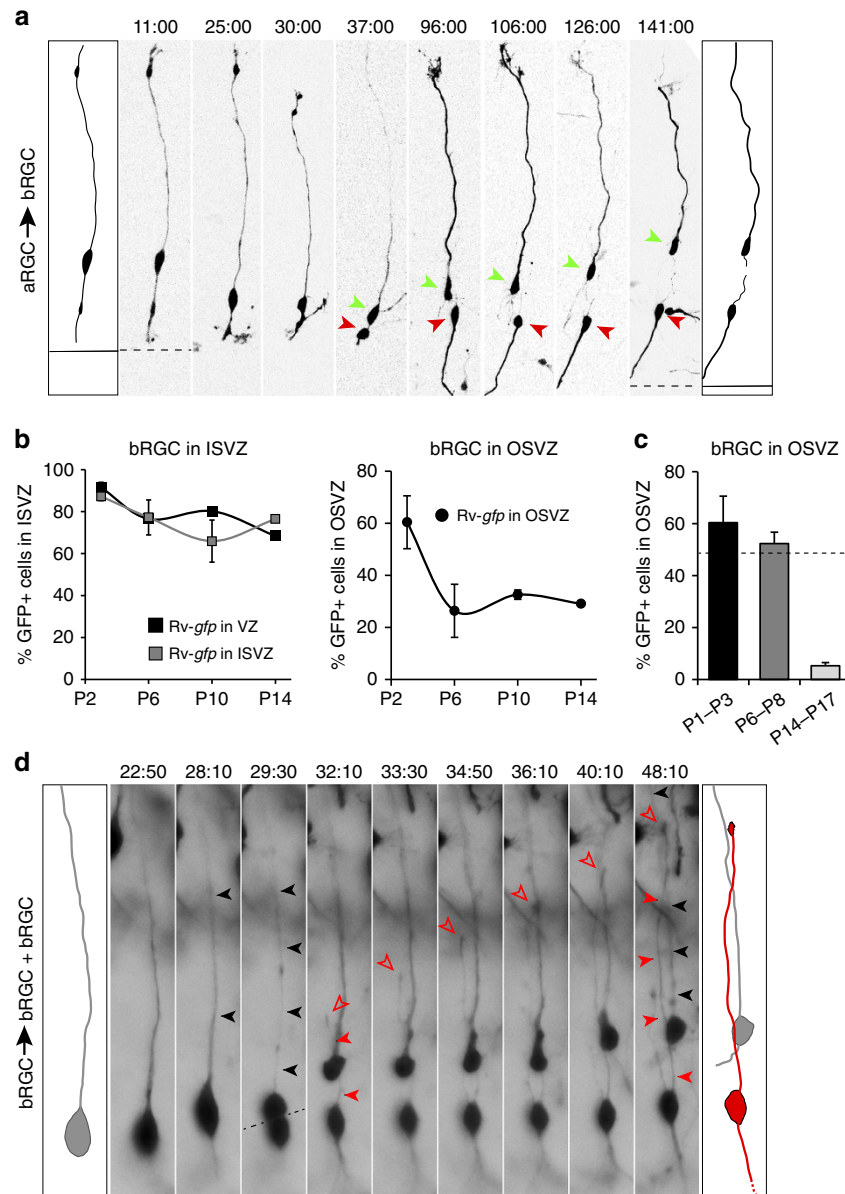 a
11:00 25:00 30:00 37:00 96:00 106:00 126:00 141:00
aRGC → bRGC
b
bRGC in ISVZ
% GFP+ cells in ISVZ
100
80
60
40
20
0
P2 P6 P10 P14
Rv-gfp in VZ
Rv-gfp in ISVZ
bRGC in OSVZ
% GFP+ cells in OSVZ
80
60
40
20
0
P2 P6 P10 P14
Rv-gfp in OSVZ
c
bRGC in OSVZ
% GFP+ cells in OSVZ
80
60
40
20
0
P1–P3 P6–P8 P14–P17
d
22:50 28:10 29:30 32:10 33:30 34:50 36:10 40:10 48:10
bRGC → bRGC + bRGC